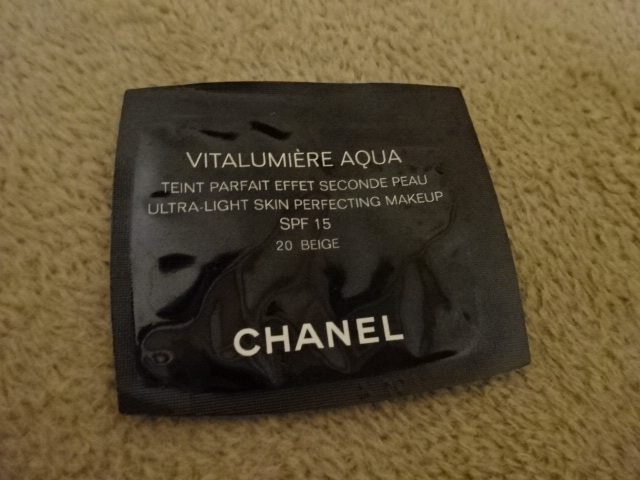 VITALUMIÈRE AQUA
TEINT PARFAIT EFFET SECONDE PEAU
ULTRA-LIGHT SKIN PERFECTING MAKEUP
SPF 15
20 BEIGE
CHANEL